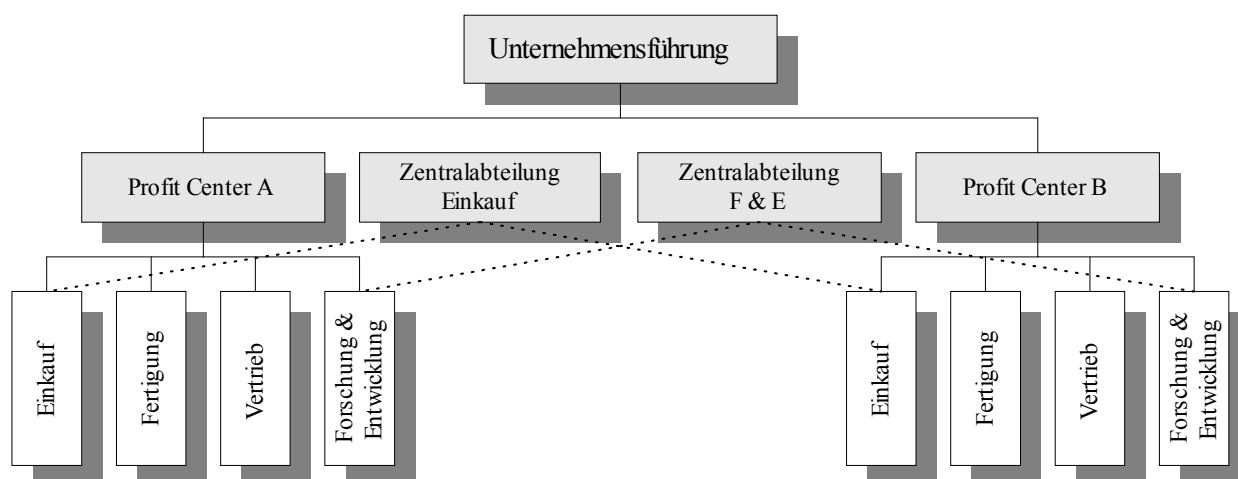 Unternehmensführung
Profit Center A
Zentralabteilung
Einkauf
Zentralabteilung
F & E
Profit Center B
Einkauf
Fertigung
Vertrieb
Forschung &
Entwicklung
Einkauf
Fertigung
Vertrieb
Forschung &
Entwicklung